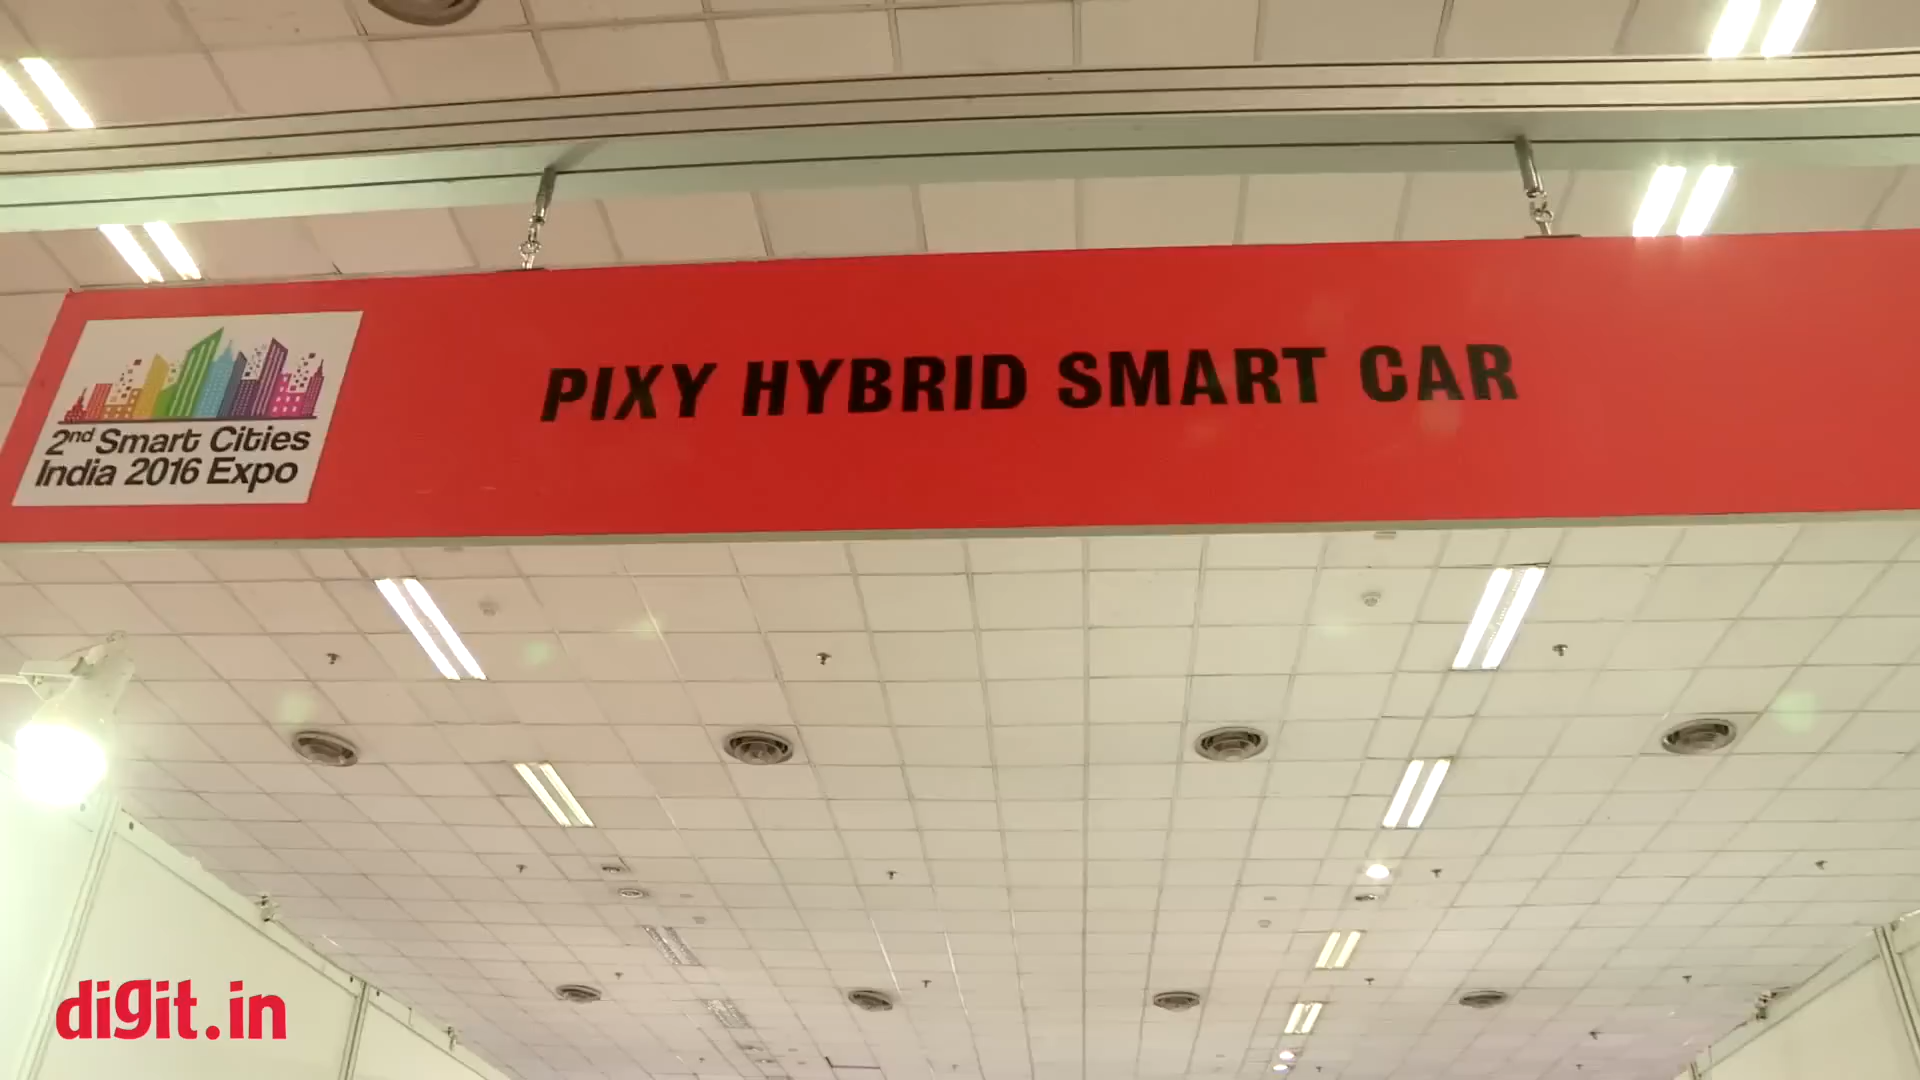 PIXY HYBRID SMART CAR
2nd Smart Cities
India 2016 Expo
digit.in